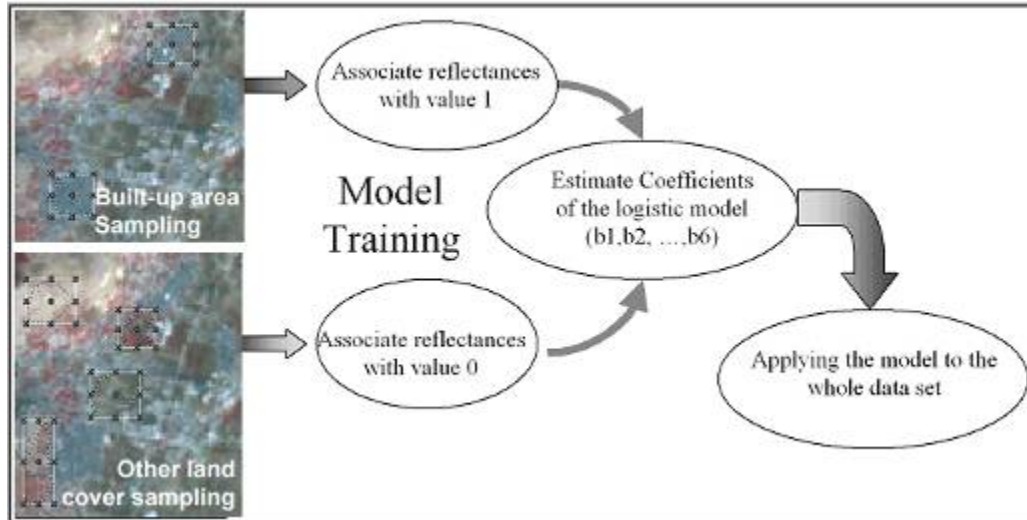 Built-up area
Sampling
Associate reflectances
with value 1
Model
Training
Estimate Coefficients
of the logistic model
(b1,b2, ....,b6)
Other land
cover sampling
Associate reflectances
with value 0
Applying the model to the
whole data set